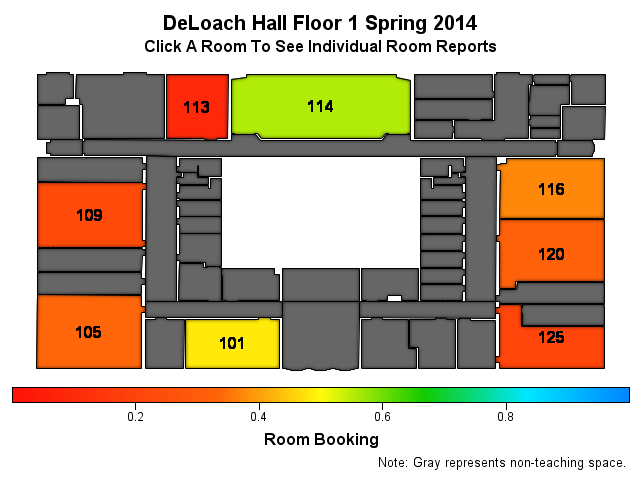 DeLoach Hall Floor 1 Spring 2014
Click A Room To See Individual Room Reports
113
114
116
109
120
105
101
125
0.2 0.4 0.6 0.8
Room Booking
Note: Gray represents non-teaching space.